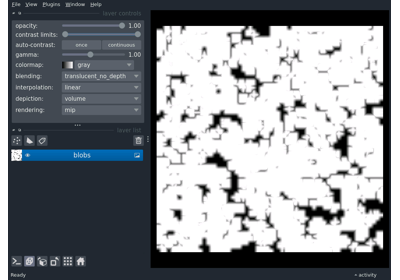 File View Plugins Window Help
layer controls
opacity: 1.00
contrast limits:
auto-contrast: once continuous
gamma: 1.00
colormap: gray
blending: translucent_no_depth
interpolation: linear
depiction: volume
rendering: mip
layer list
blobs
Ready activity